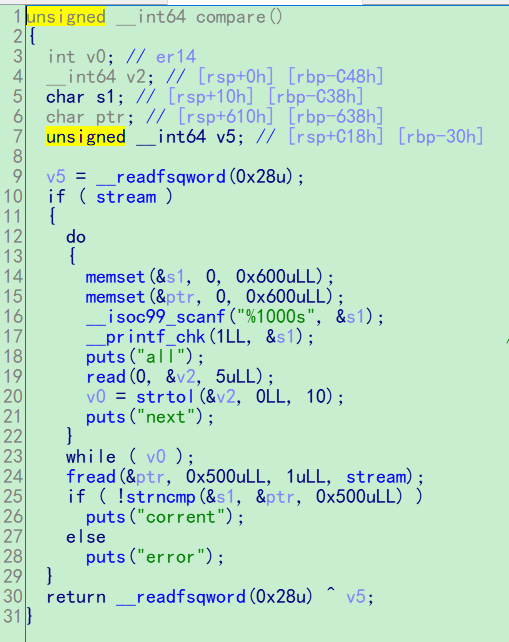 1 unsigned __int64 compare()
2 {
3 int v0; // er14
4 __int64 v2; // [rsp+0h] [rbp-C48h]
5 char s1; // [rsp+10h] [rbp-C38h]
6 char ptr; // [rsp+610h] [rbp-638h]
7 unsigned __int64 v5; // [rsp+C18h] [rbp-30h]
8
9 v5 = __readfsqword(0x28u);
10 if ( stream )
11 {
12 do
13 {
14 memset(&s1, 0, 0x600uLL);
15 memset(&ptr, 0, 0x600uLL);
16 __isoc99_scanf("%1000s", &s1);
17 __printf_chk(1LL, &s1);
18 puts("all");
19 read(0, &v2, 5uLL);
20 v0 = strtol(&v2, 0LL, 10);
21 puts("next");
22 }
23 while ( v0 );
24 fread(&ptr, 0x500uLL, 1uLL, stream);
25 if ( !strncmp(&s1, &ptr, 0x500uLL) )
26 puts("corrent");
27 else
28 puts("error");
29 }
30 return __readfsqword(0x28u) ^ v5;
31 }